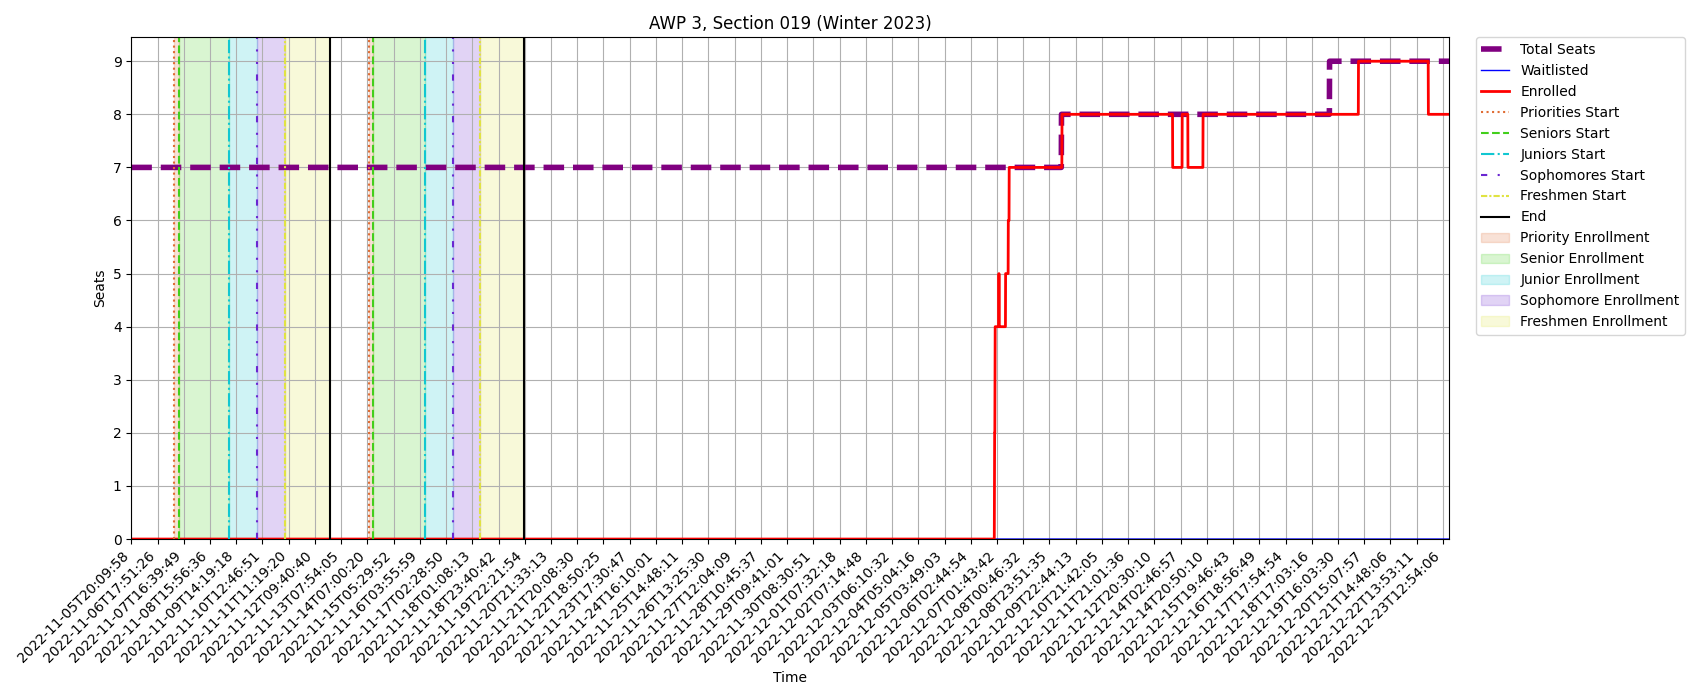 AWP 3, Section 019 (Winter 2023)
Seats
9
8
7
6
5
4
3
2
1
0
2022-11-05T20:09:58
2022-11-06T17:51:26
2022-11-07T16:39:49
2022-11-08T15:56:36
2022-11-09T14:19:18
2022-11-10T12:46:51
2022-11-11T11:19:20
2022-11-12T09:40:40
2022-11-13T07:54:05
2022-11-14T07:00:20
2022-11-15T05:29:52
2022-11-16T03:55:59
2022-11-17T02:28:50
2022-11-18T01:08:13
2022-11-18T23:40:42
2022-11-19T22:21:54
2022-11-20T21:33:13
2022-11-21T20:08:30
2022-11-22T18:50:25
2022-11-23T17:30:47
2022-11-24T16:10:01
2022-11-25T14:48:11
2022-11-26T13:25:30
2022-11-27T12:04:09
2022-11-28T10:45:37
2022-11-29T09:41:01
2022-11-30T08:30:51
2022-12-01T07:32:18
2022-12-02T07:14:48
2022-12-03T06:10:32
2022-12-04T05:04:16
2022-12-05T03:49:03
2022-12-06T02:44:54
2022-12-07T01:43:42
2022-12-08T00:46:32
2022-12-08T23:51:35
2022-12-09T22:44:13
2022-12-10T21:42:05
2022-12-11T21:01:36
2022-12-12T20:30:10
2022-12-14T02:46:57
2022-12-14T20:50:10
2022-12-15T19:46:43
2022-12-16T18:56:49
2022-12-17T17:54:54
2022-12-18T17:03:16
2022-12-19T16:03:30
2022-12-20T15:07:57
2022-12-21T14:48:06
2022-12-22T13:53:11
2022-12-23T12:54:06
Time
Total Seats
Waitlisted
Enrolled
Priorities Start
Seniors Start
Juniors Start
Sophomores Start
Freshmen Start
End
Priority Enrollment
Senior Enrollment
Junior Enrollment
Sophomore Enrollment
Freshmen Enrollment